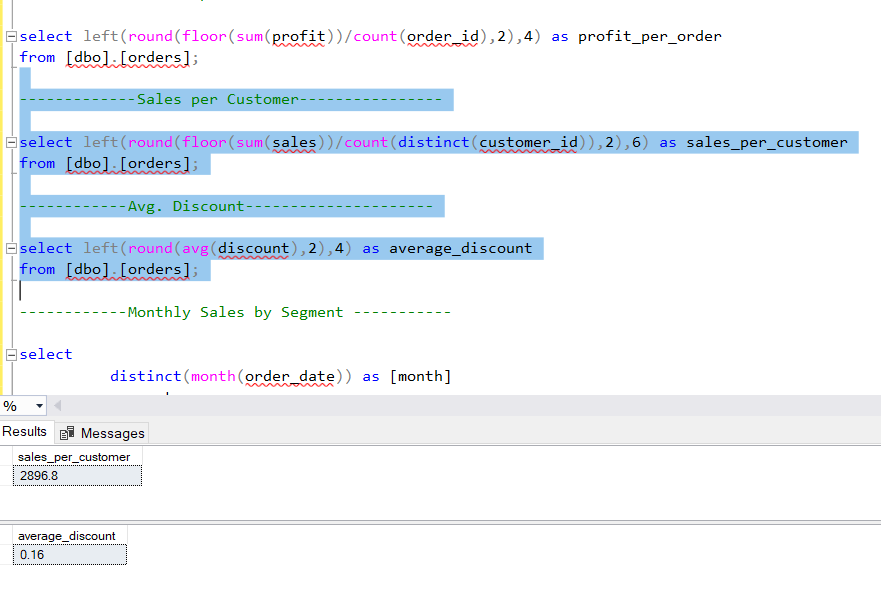 select left(round(floor(sum(profit))/count(order_id),2),4) as profit_per_order
from [dbo].[orders];
-------------Sales per Customer----------------
select left(round(floor(sum(sales))/count(distinct(customer_id)),2),6) as sales_per_customer
from [dbo].[orders];
------------Avg. Discount---------------------
select left(round(avg(discount),2),4) as average_discount
from [dbo].[orders];
------------Monthly Sales by Segment -----------
select
distinct(month(order_date)) as [month]
%
Results Messages
sales_per_customer
2896.8
average_discount
0.16